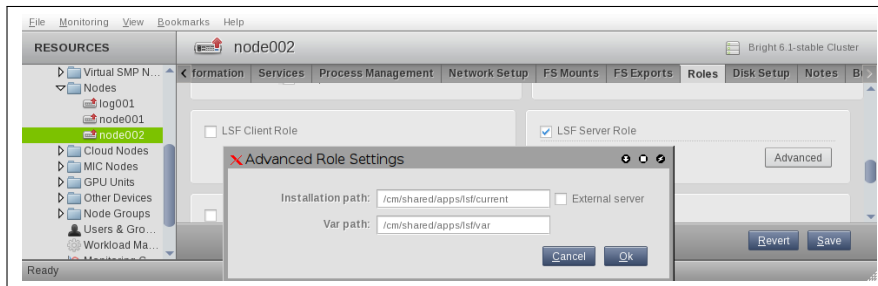 File Monitoring View Bookmarks Help
RESOURCES
node002
Bright 6.1-stable Cluster
Virtual SMP N...
Nodes
log001
node001
node002
Cloud Nodes
MIC Nodes
GPU Units
Other Devices
Node Groups
Users & Gro...
Workload Ma...
formation Services Process Management Network Setup FS Mounts FS Exports Roles Disk Setup Notes
LSF Client Role
LSF Server Role
Advanced
Advanced Role Settings
Installation path: /cm/shared/apps/lsf/current External server
Var path: /cm/shared/apps/lsf/var
Cancel Ok
Revert Save
Ready